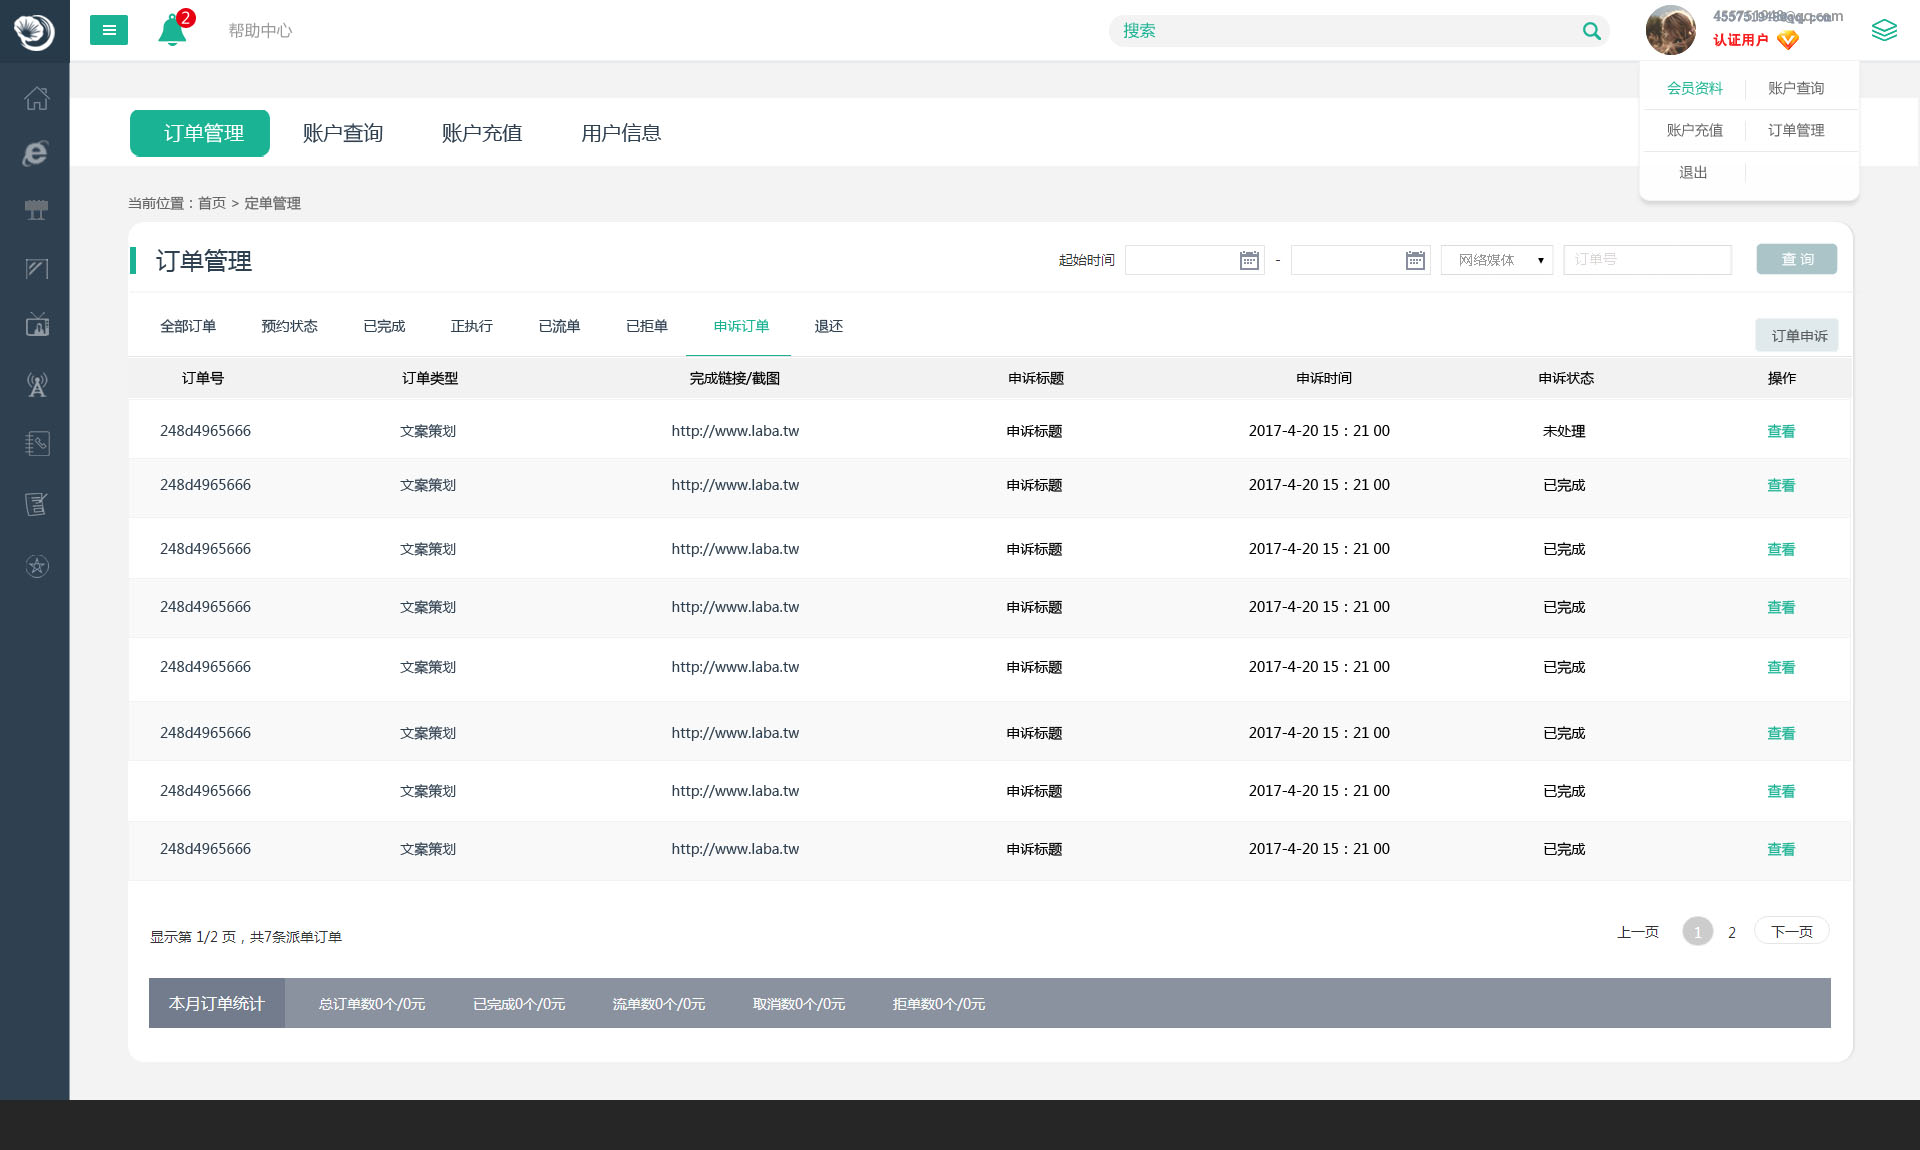 2
帮助中心
搜索
认证用户
会员资料 账户查询
账户充值 订单管理
退出
订单管理 账户查询 账户充值 用户信息
当前位置：首页 > 定单管理
订单管理
起始时间 - 网络媒体 订单号 查 询
全部订单 预约状态 已完成 正执行 已流单 已拒单 申诉订单 退还
订单申诉
订单号 订单类型 完成链接/截图 申诉标题 申诉时间 申诉状态 操作
248d4965666 文案策划 http://www.laba.tw 申诉标题 2017-4-20 15：21 00 未处理 查看
248d4965666 文案策划 http://www.laba.tw 申诉标题 2017-4-20 15：21 00 已完成 查看
248d4965666 文案策划 http://www.laba.tw 申诉标题 2017-4-20 15：21 00 已完成 查看
248d4965666 文案策划 http://www.laba.tw 申诉标题 2017-4-20 15：21 00 已完成 查看
248d4965666 文案策划 http://www.laba.tw 申诉标题 2017-4-20 15：21 00 已完成 查看
248d4965666 文案策划 http://www.laba.tw 申诉标题 2017-4-20 15：21 00 已完成 查看
248d4965666 文案策划 http://www.laba.tw 申诉标题 2017-4-20 15：21 00 已完成 查看
248d4965666 文案策划 http://www.laba.tw 申诉标题 2017-4-20 15：21 00 已完成 查看
显示第 1/2 页，共7条派单订单
上一页 1 2 下一页
本月订单统计 总订单数0个/0元 已完成0个/0元 流单数0个/0元 取消数0个/0元 拒单数0个/0元